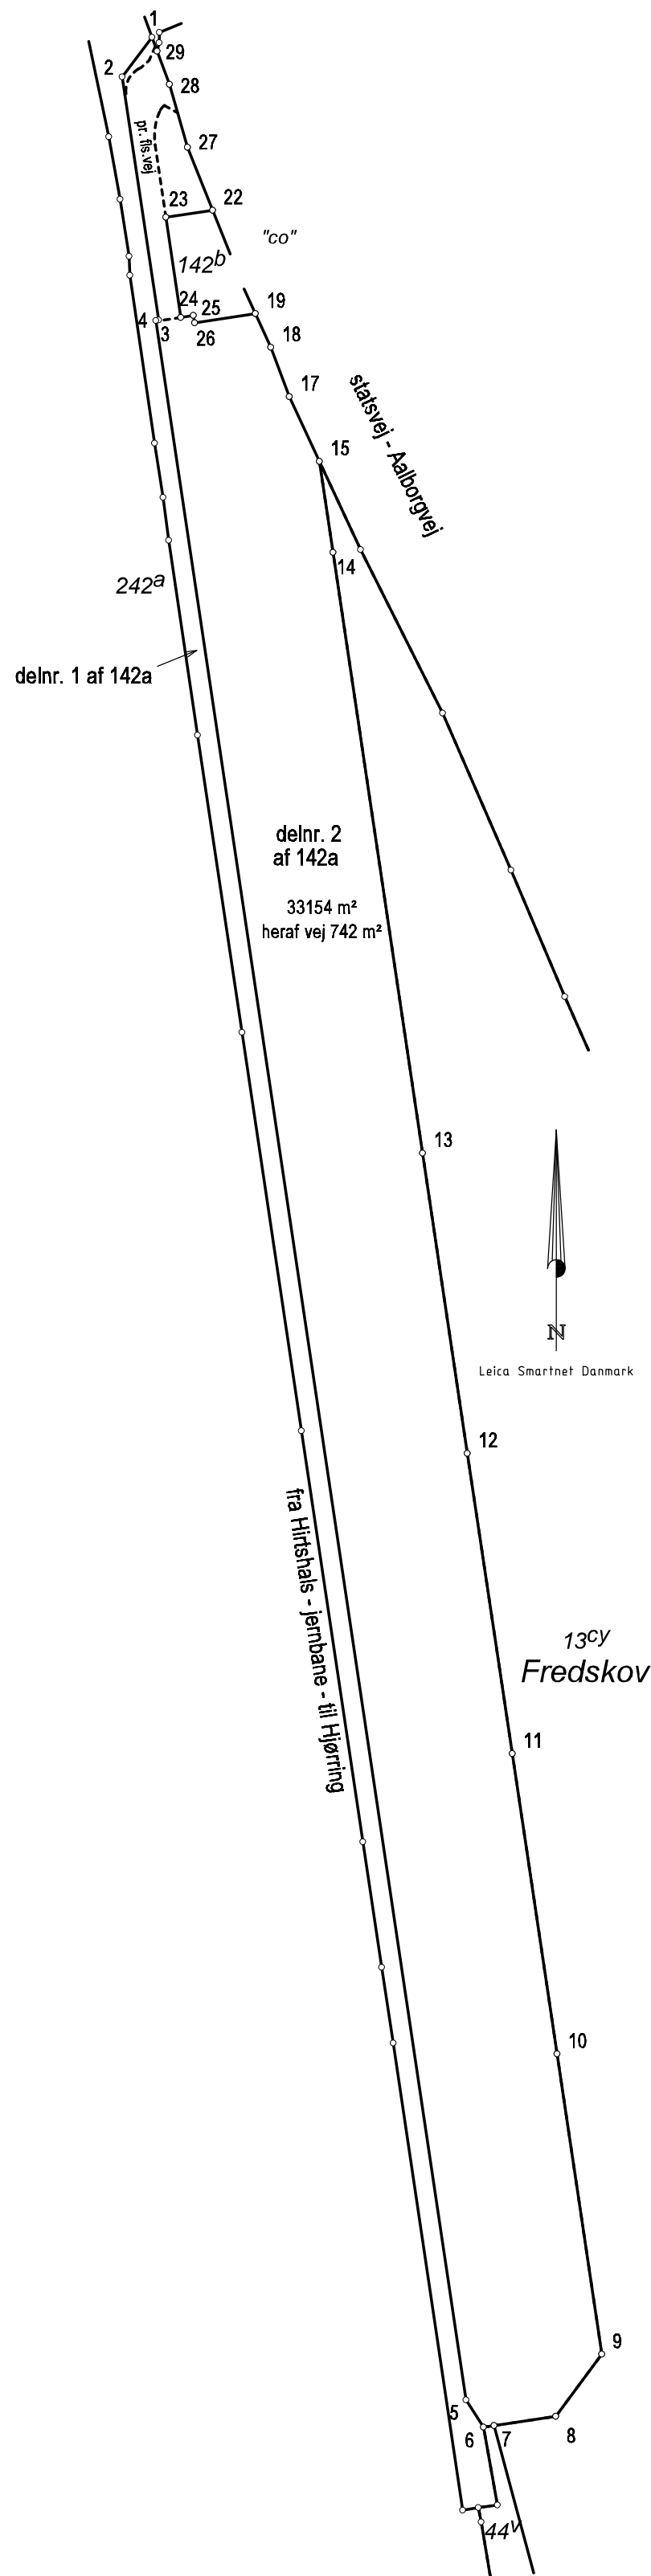 1
29
2
28
pr. fls.vej
27
23
22
"co"
142b
24
25
19
4
3
26
18
17
statsvej - Aalborgvej
15
14
242a
delnr. 1 af 142a
delnr. 2
af 142a
33154 m²
heraf vej 742 m²
13
N
Leica Smartnet Danmark
12
fra Hirtshals - jernbane - til Hjørring
13cy
Fredskov
11
10
9
5
6
7
8
44v